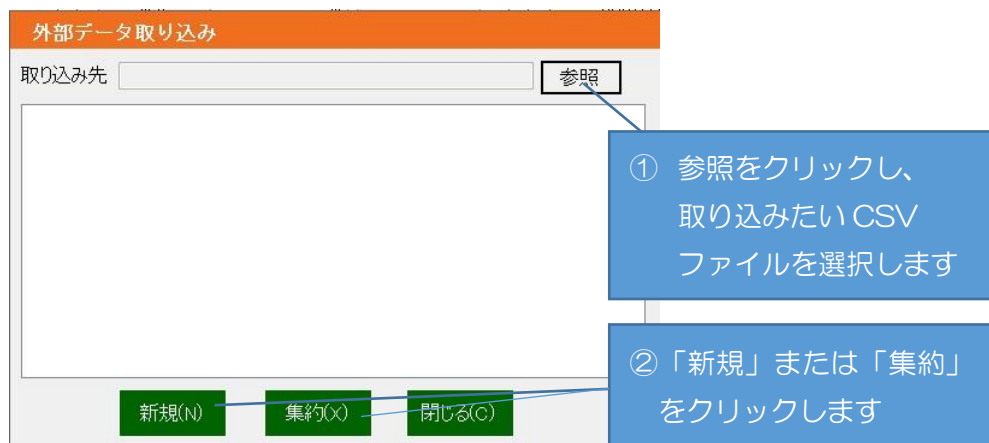 外部データ取り込み
取り込み先
参照
① 参照をクリックし、
取り込みたい CSV
ファイルを選択します
②「新規」または「集約」
をクリックします
新規(N)
集約(X)
閉じる(C)